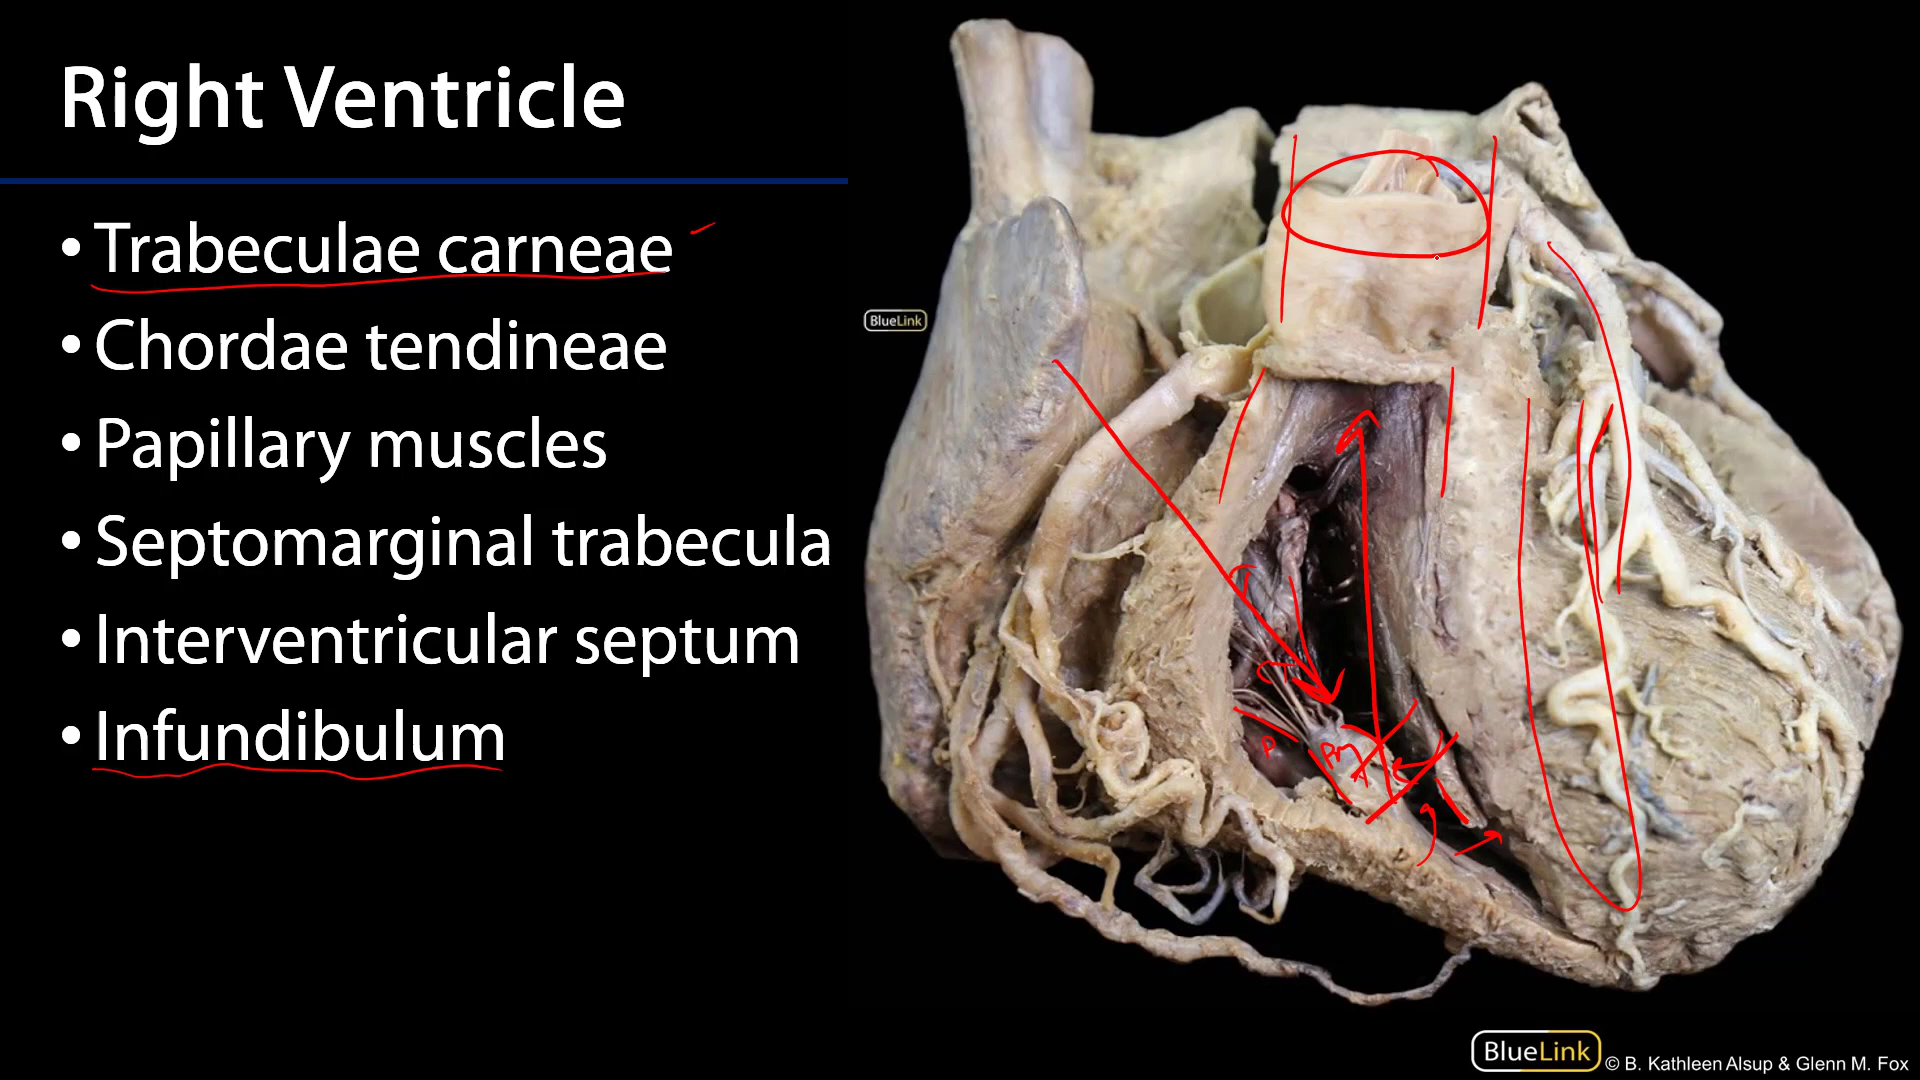 Right Ventricle
• Trabeculae carneae
• Chordae tendineae
• Papillary muscles
• Septomarginal trabecula
• Interventricular septum
• Infundibulum
BlueLink
P
Pm
BlueLink © B. Kathleen Alsup & Glenn M. Fox